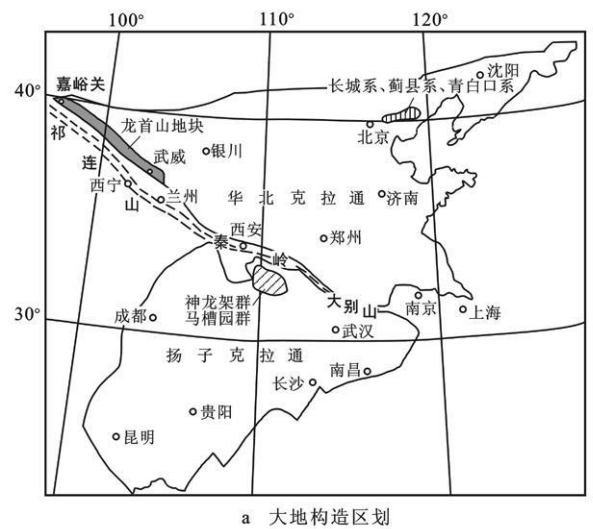 100°
110°
120°
40°
嘉峪关
沈阳
长城系、蓟县系、青白口系
北京
龙首山地块
祁连山
武威
银川
西宁
兰州
华北克拉通
济南
西安
郑州
秦岭
大别山
神龙架群
马槽园群
南京
上海
30°
成都
武汉
扬子克拉通
南昌
长沙
贵阳
昆明
a 大地构造区划